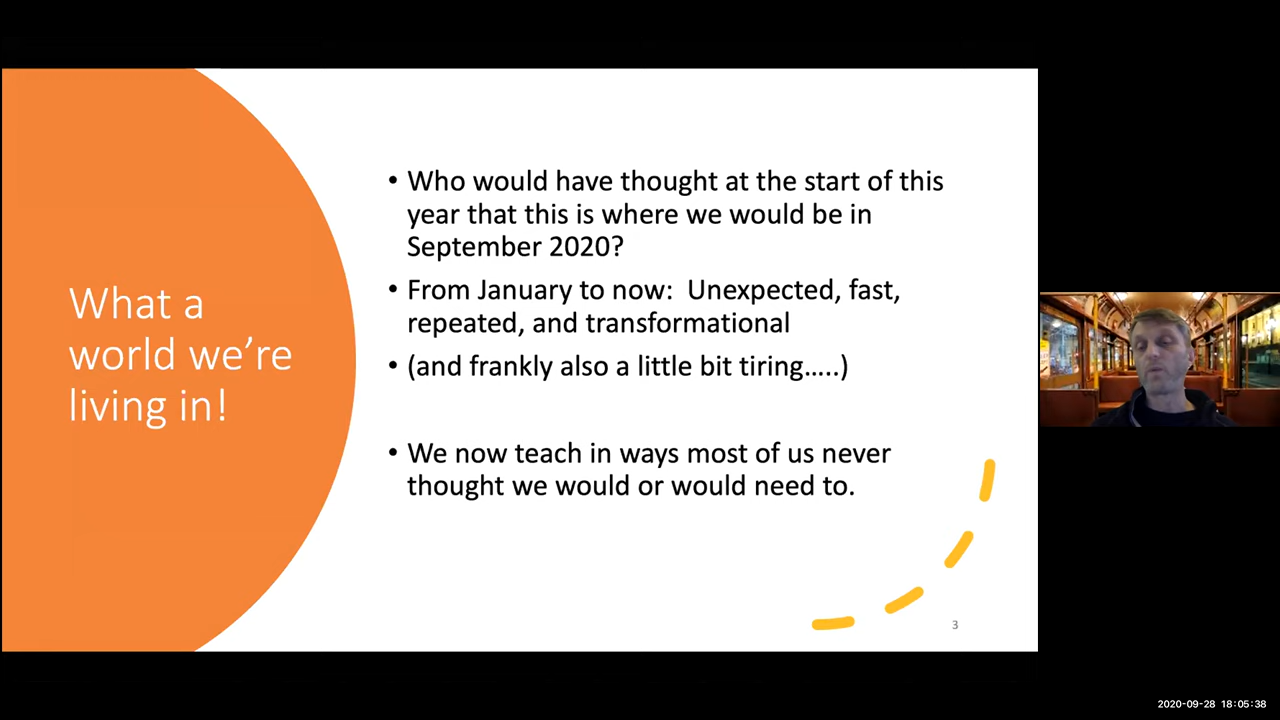 What a
world we’re
living in!
• Who would have thought at the start of this
year that this is where we would be in
September 2020?
• From January to now:  Unexpected, fast,
repeated, and transformational
• (and frankly also a little bit tiring…..)
• We now teach in ways most of us never
thought we would or would need to.
3
2020-09-28 18:05:38